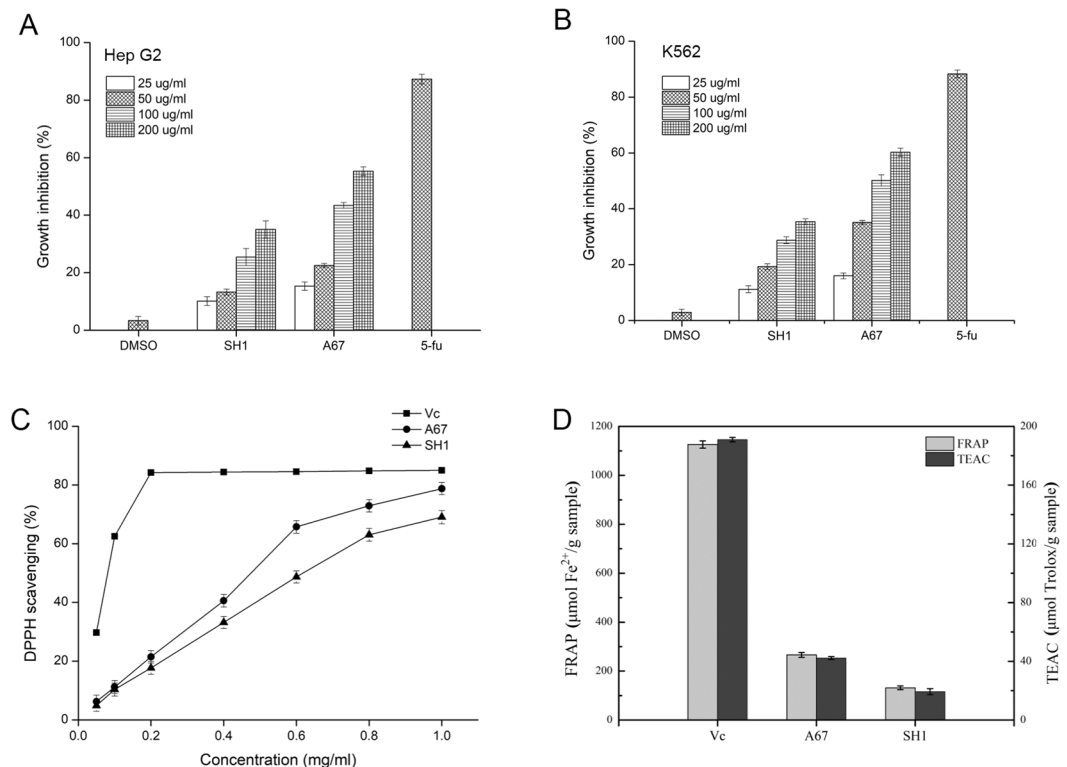 A
Hep G2
25 ug/ml
50 ug/ml
100 ug/ml
200 ug/ml
Growth inhibition (%)
100
80
60
40
20
0
DMSO SH1 A67 5-fu
B
K562
25 ug/ml
50 ug/ml
100 ug/ml
200 ug/ml
Growth inhibition (%)
100
80
60
40
20
0
DMSO SH1 A67 5-fu
C
Vc
A67
SH1
DPPH scavenging (%)
100
80
60
40
20
0
0.0 0.2 0.4 0.6 0.8 1.0
Concentration (mg/ml)
D
FRAP
TEAC
FRAP (μmol Fe²⁺/g sample)
1200
1000
800
600
400
200
0
Vc A67 SH1
200
160
120
80
40
0
TEAC (μmol Trolox/g sample)